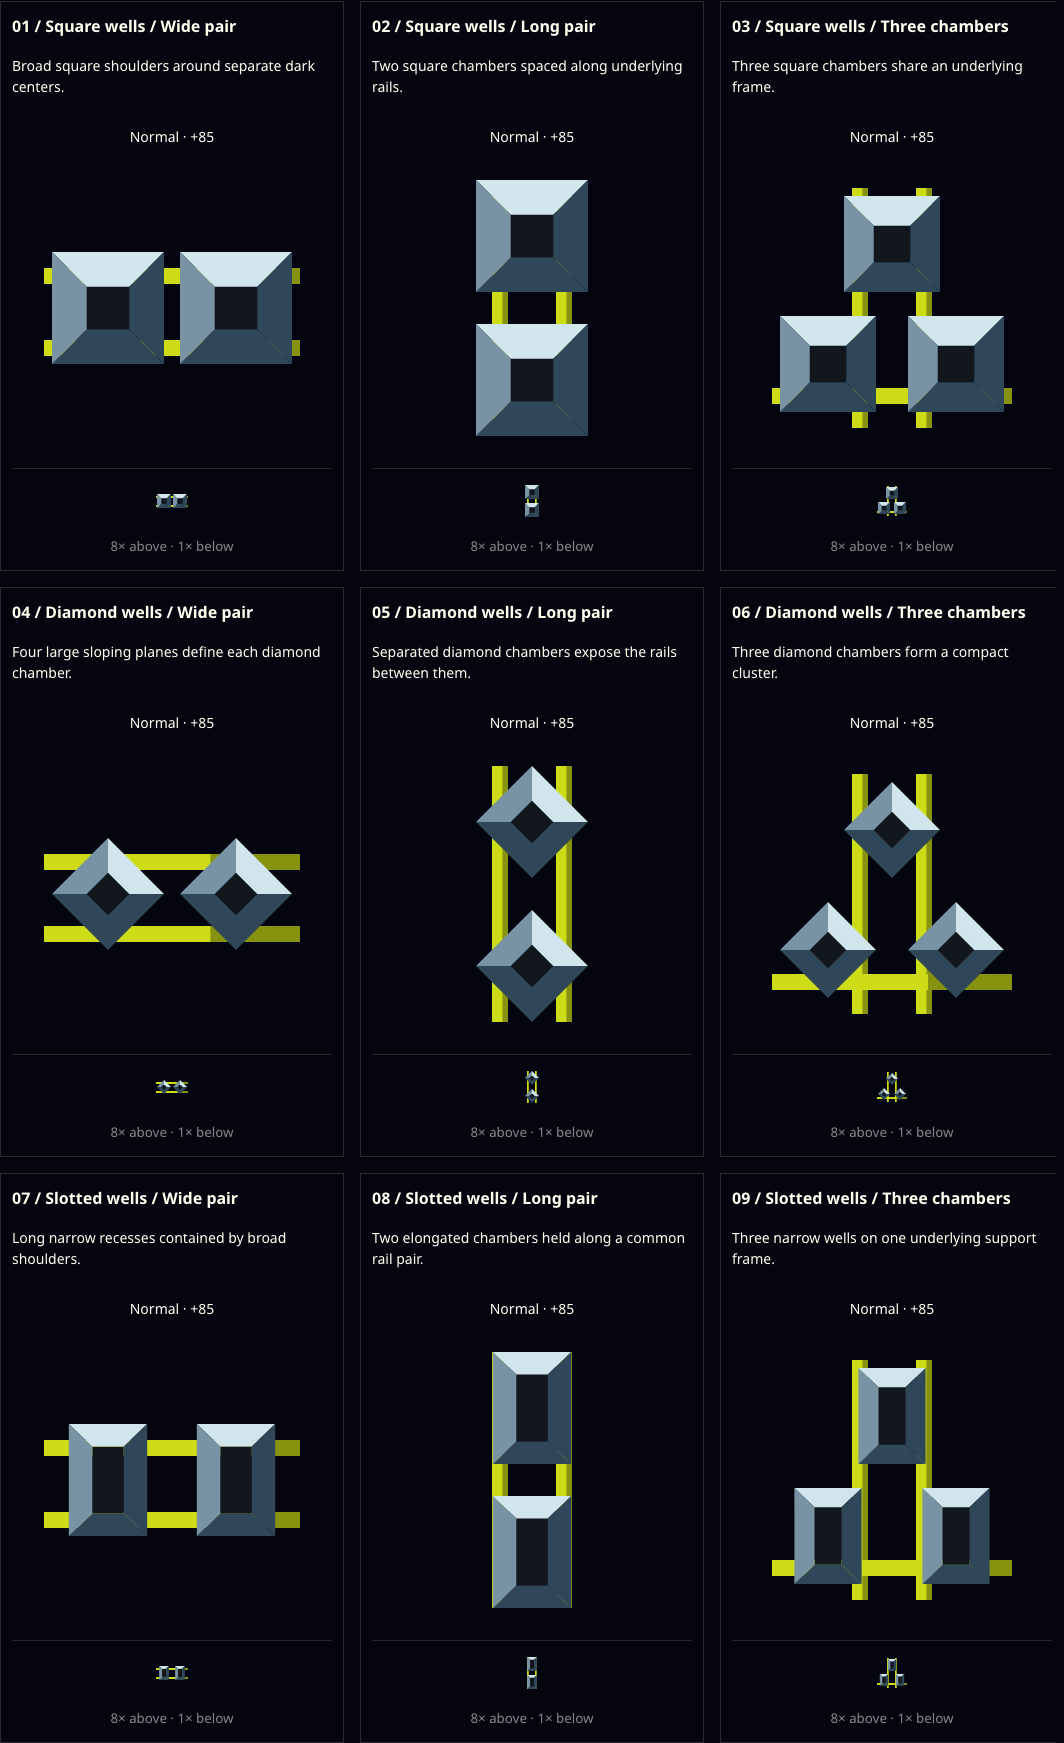 01 / Square wells / Wide pair
Broad square shoulders around separate dark
centers.
Normal · +85
8× above · 1× below
02 / Square wells / Long pair
Two square chambers spaced along underlying
rails.
Normal · +85
8× above · 1× below
03 / Square wells / Three chambers
Three square chambers share an underlying
frame.
Normal · +85
8× above · 1× below
04 / Diamond wells / Wide pair
Four large sloping planes define each diamond
chamber.
Normal · +85
8× above · 1× below
05 / Diamond wells / Long pair
Separated diamond chambers expose the rails
between them.
Normal · +85
8× above · 1× below
06 / Diamond wells / Three chambers
Three diamond chambers form a compact
cluster.
Normal · +85
8× above · 1× below
07 / Slotted wells / Wide pair
Long narrow recesses contained by broad
shoulders.
Normal · +85
8× above · 1× below
08 / Slotted wells / Long pair
Two elongated chambers held along a common
rail pair.
Normal · +85
8× above · 1× below
09 / Slotted wells / Three chambers
Three narrow wells on one underlying support
frame.
Normal · +85
8× above · 1× below